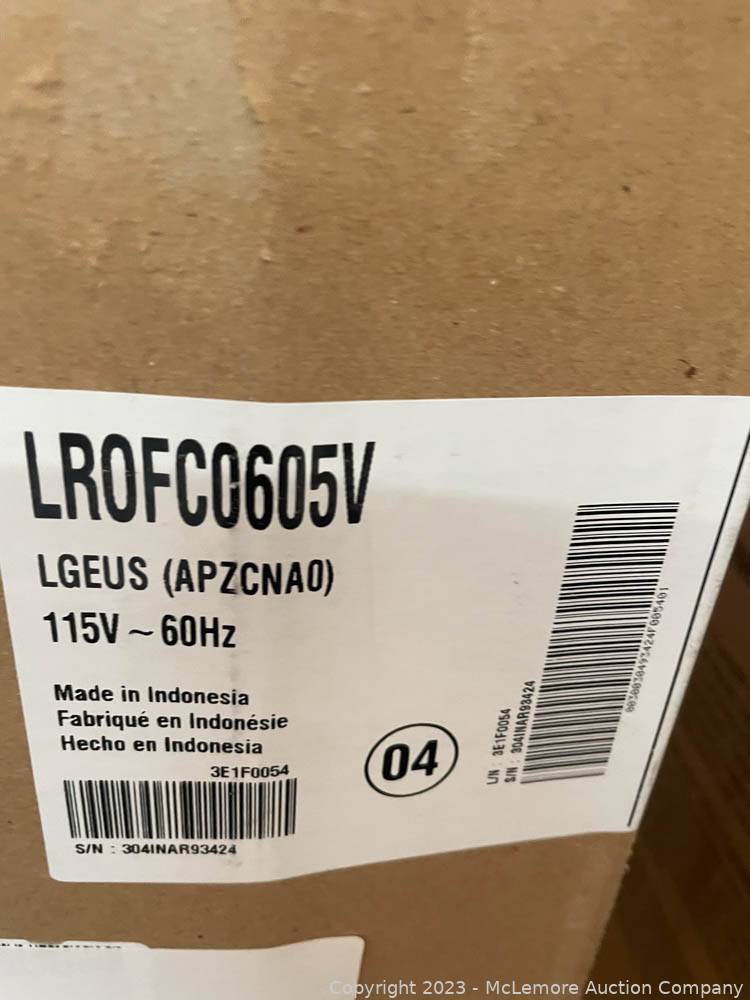 LROFC0605V
LGEUS (APZCNA0)
115V ~ 60Hz
Made in Indonesia
Fabriqué en Indonésie
Hecho en Indonesia
3E1F0054
S/N : 304INAR93424
04
L/N : 3E1F0054
S/N : 304INAR93424
Copyright 2023 - McLemore Auction Company